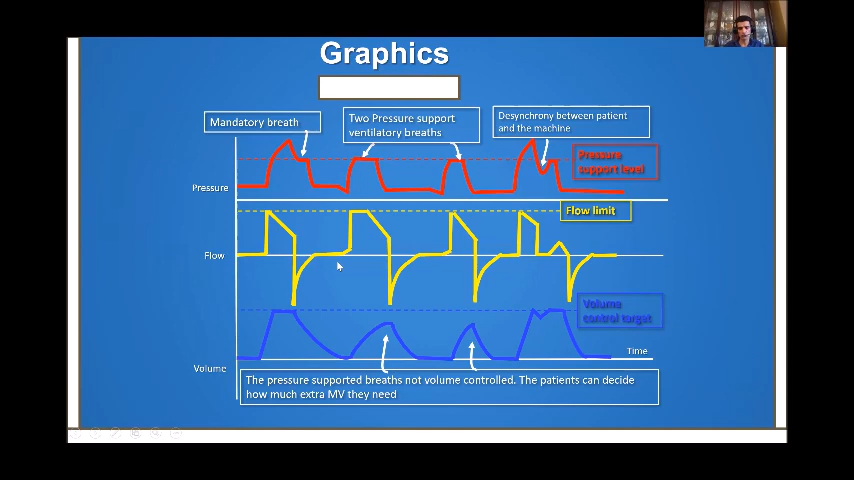 Graphics
Mandatory breath
Two Pressure support
ventilatory breaths
Desynchrony between patient
and the machine
Pressure
support level
Pressure
Flow limit
Flow
Volume
control target
Time
Volume
The pressure supported breaths not volume controlled. The patients can decide
how much extra MV they need